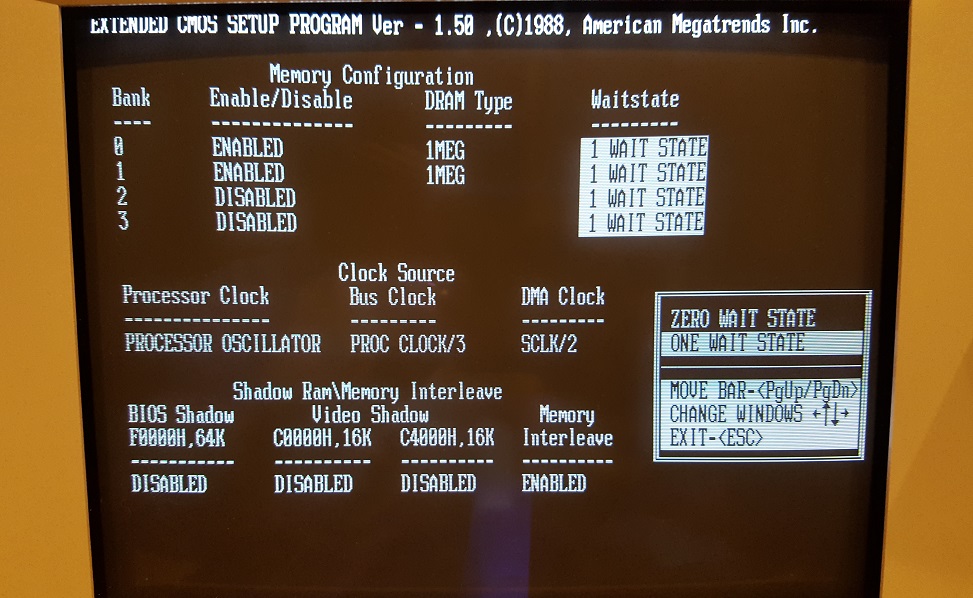 EXTENDED CMOS SETUP PROGRAM Ver - 1.50 ,(C)1988, American Megatrends Inc.
Memory Configuration
Bank Enable/Disable DRAM Type Waitstate
---- -------------- --------- ---------
0 ENABLED 1MEG 1 WAIT STATE
1 ENABLED 1MEG 1 WAIT STATE
2 DISABLED 1 WAIT STATE
3 DISABLED 1 WAIT STATE
Clock Source
Processor Clock Bus Clock DMA Clock
--------------- --------- ---------
PROCESSOR OSCILLATOR PROC CLOCK/3 SCLK/2
Shadow Ram\Memory Interleave
BIOS Shadow Video Shadow Memory
F0000H,64K C0000H,16K C4000H,16K Interleave
----------- ---------- ---------- ----------
DISABLED DISABLED DISABLED ENABLED
ZERO WAIT STATE
ONE WAIT STATE
MOVE BAR-<PgUp/PgDn>
CHANGE WINDOWS ←↑↓→
EXIT-<ESC>